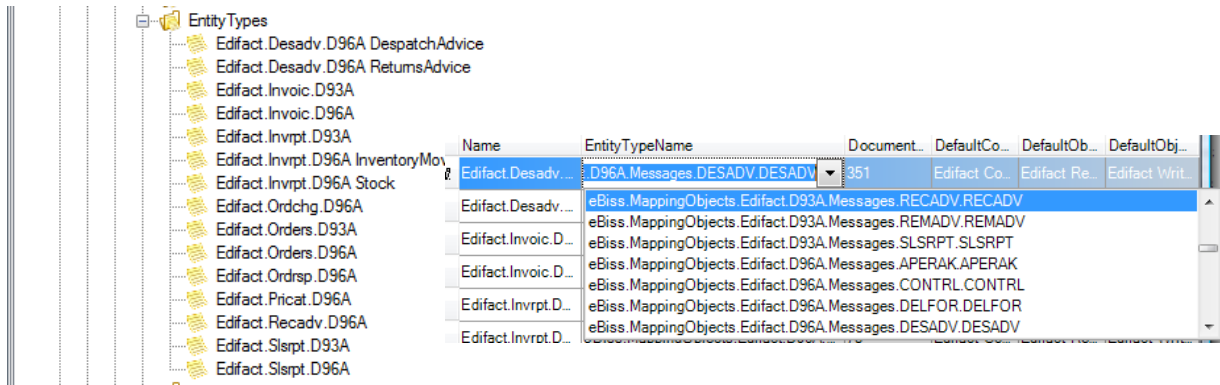 EntityTypes
Edifact.Desadv.D96A DespatchAdvice
Edifact.Desadv.D96A ReturnsAdvice
Edifact.Invoic.D93A
Edifact.Invoic.D96A
Edifact.Invrpt.D93A
Edifact.Invrpt.D96A InventoryMov
Edifact.Invrpt.D96A Stock
Edifact.Ordchg.D96A
Edifact.Orders.D93A
Edifact.Orders.D96A
Edifact.Ordrsp.D96A
Edifact.Pricat.D96A
Edifact.Recadv.D96A
Edifact.Slsrpt.D93A
Edifact.Slsrpt.D96A
Name EntityTypeName Document... DefaultCo... DefaultOb... DefaultObj...
Edifact.Desadv.... .D96A.Messages.DESADV.DESADV 351 Edifact Co... Edifact Re... Edifact Writ...
eBiss.MappingObjects.Edifact.D93A.Messages.RECADV.RECADV
Edifact.Desadv....
eBiss.MappingObjects.Edifact.D93A.Messages.REMADV.REMADV
eBiss.MappingObjects.Edifact.D93A.Messages.SLSRPT.SLSRPT
Edifact.Invoic.D...
eBiss.MappingObjects.Edifact.D96A.Messages.APERAK.APERAK
Edifact.Invoic.D...
eBiss.MappingObjects.Edifact.D96A.Messages.CONTRL.CONTRL
Edifact.Invrpt.D...
eBiss.MappingObjects.Edifact.D96A.Messages.DELFOR.DELFOR
eBiss.MappingObjects.Edifact.D96A.Messages.DESADV.DESADV
Edifact.Invrpt.D...